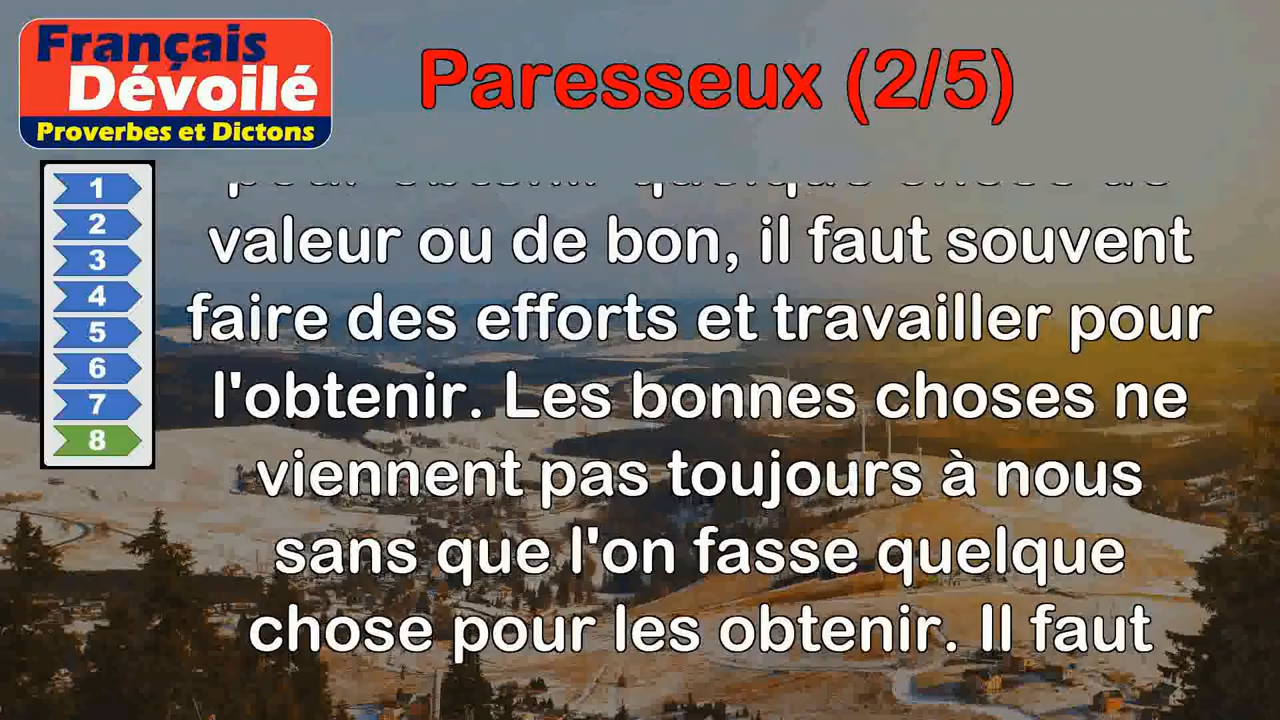 Français
Dévoilé
Proverbes et Dictons
Paresseux (2/5)
1
2
3
4
5
6
7
8
valeur ou de bon, il faut souvent
faire des efforts et travailler pour
l'obtenir. Les bonnes choses ne
viennent pas toujours à nous
sans que l'on fasse quelque
chose pour les obtenir. Il faut